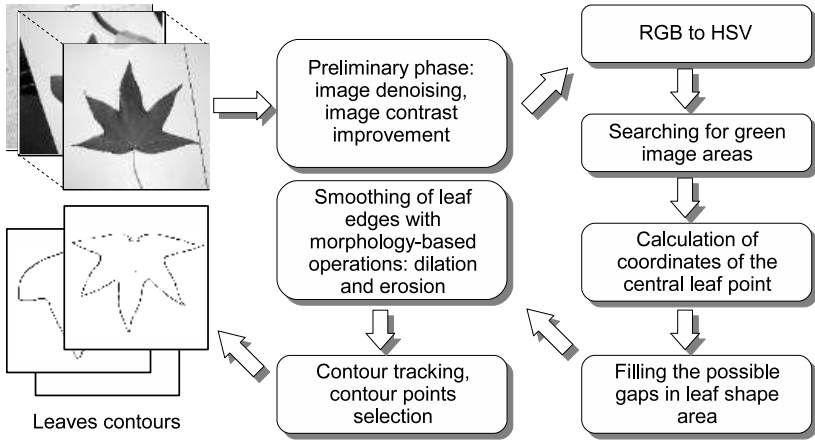 Preliminary phase:
image denoising,
image contrast
improvement
RGB to HSV
Searching for green
image areas
Calculation of
coordinates of the
central leaf point
Filling the possible
gaps in leaf shape
area
Smoothing of leaf
edges with
morphology-based
operations: dilation
and erosion
Contour tracking,
contour points
selection
Leaves contours